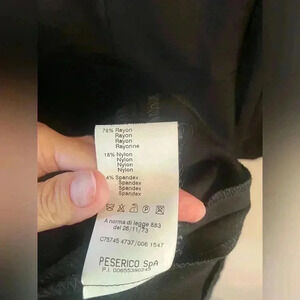 78% Rayon
Rayon
Rayonne
18% Nylon
Nylon
Nylon
Nylon
4% Spandex
Spandex
Spandex
Spandex
A norma di legge 883
del 26/11/73
C75745 4737/006 1547
PESERICO SpA
P.I. 00655390245